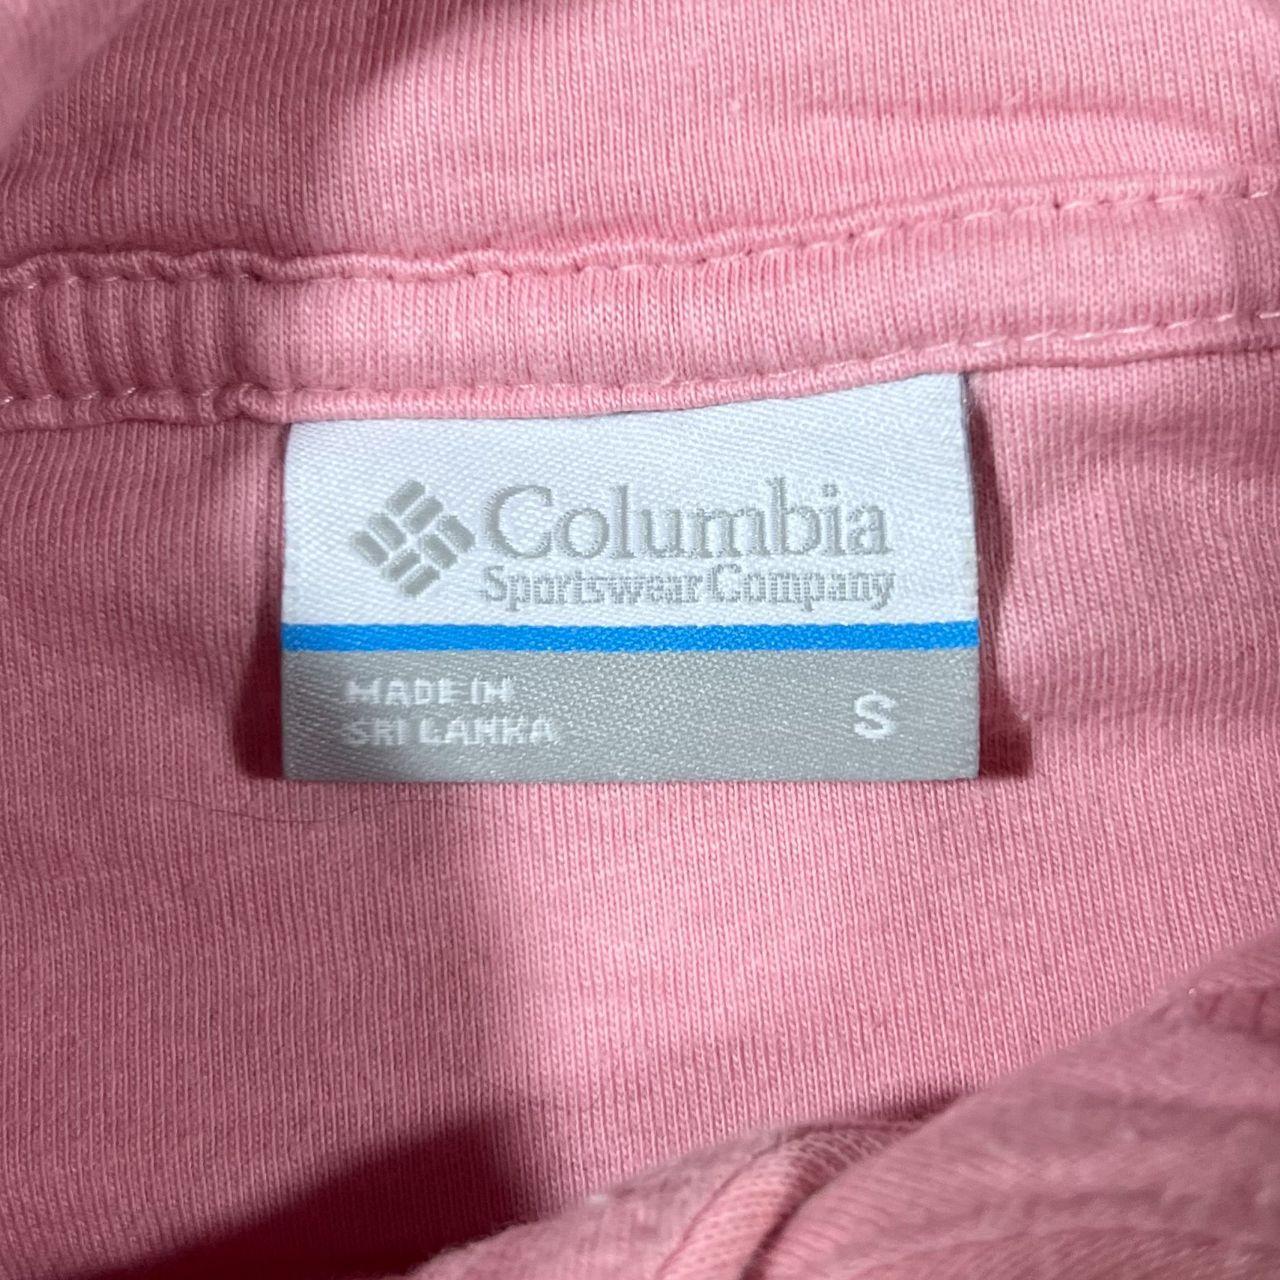 Columbia
Sportswear Company
MADE IN
SRI LANKA
S